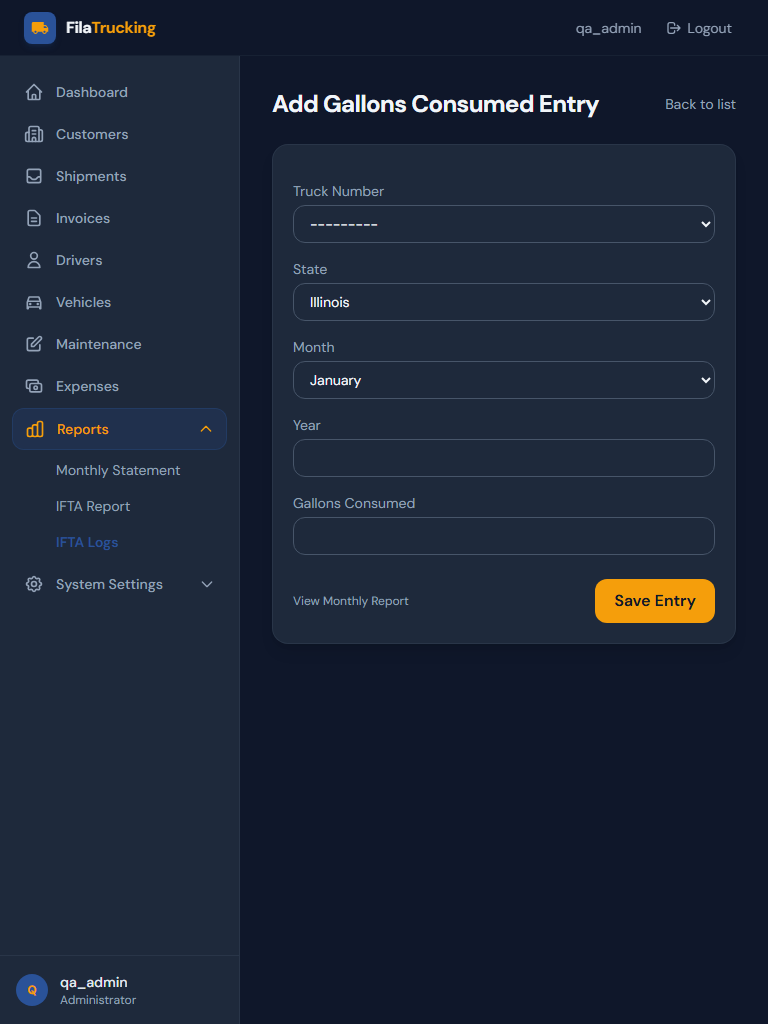 FilaTrucking
qa_admin
Logout
Dashboard
Customers
Shipments
Invoices
Drivers
Vehicles
Maintenance
Expenses
Reports
Monthly Statement
IFTA Report
IFTA Logs
System Settings
Add Gallons Consumed Entry
Back to list
Truck Number
---------
State
Illinois
Month
January
Year
Gallons Consumed
View Monthly Report
Save Entry
Q
qa_admin
Administrator